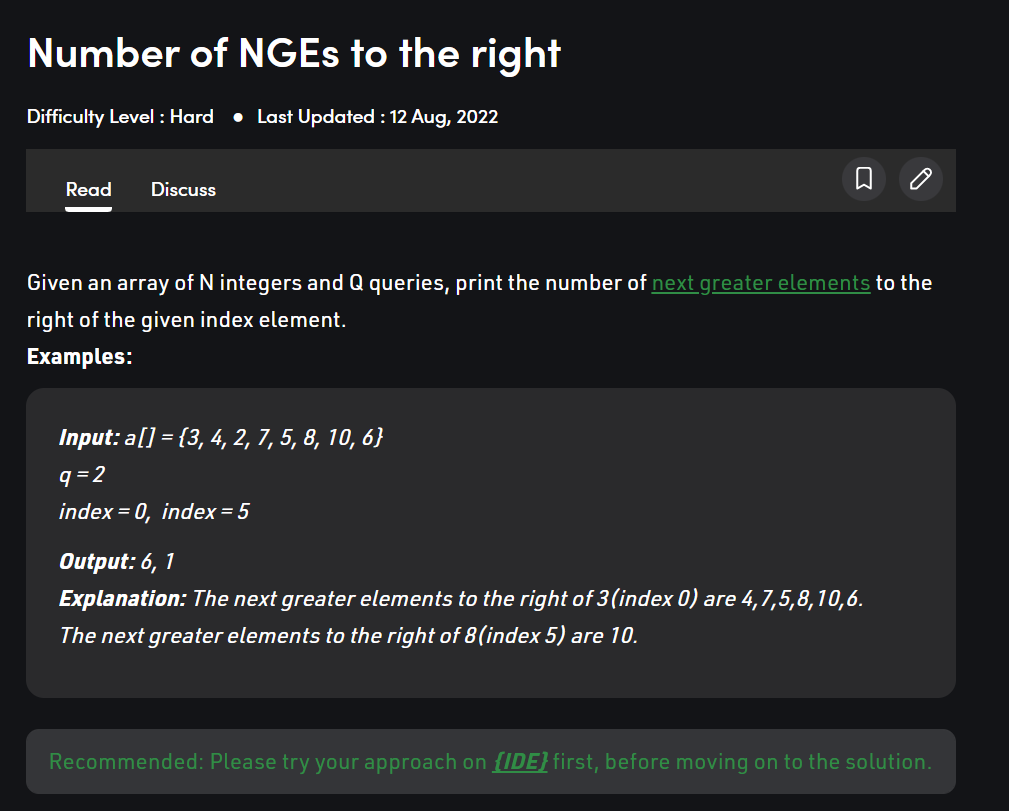 Number of NGEs to the right
Difficulty Level : Hard ● Last Updated : 12 Aug, 2022
Read Discuss
Given an array of N integers and Q queries, print the number of next greater elements to the
right of the given index element.
Examples:
Input: a[] = {3, 4, 2, 7, 5, 8, 10, 6}
q = 2
index = 0, index = 5
Output: 6, 1
Explanation: The next greater elements to the right of 3(index 0) are 4,7,5,8,10,6.
The next greater elements to the right of 8(index 5) are 10.
Recommended: Please try your approach on {IDE} first, before moving on to the solution.